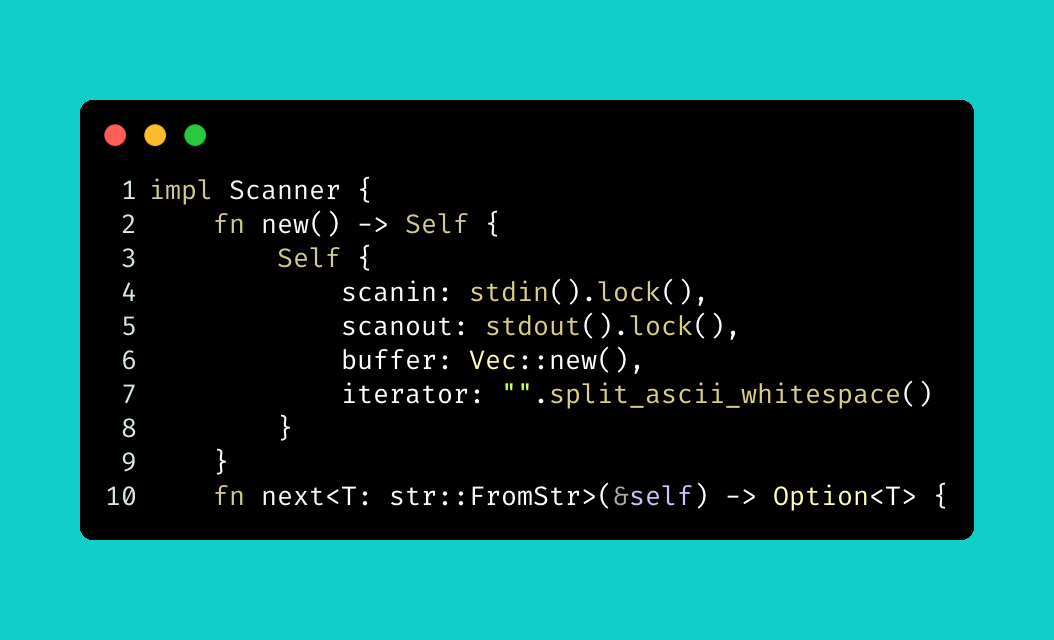 1 impl Scanner {
2     fn new() -> Self {
3         Self {
4             scanin: stdin().lock(),
5             scanout: stdout().lock(),
6             buffer: Vec::new(),
7             iterator: "".split_ascii_whitespace()
8         }
9     }
10     fn next<T: str::FromStr>(&self) -> Option<T> {